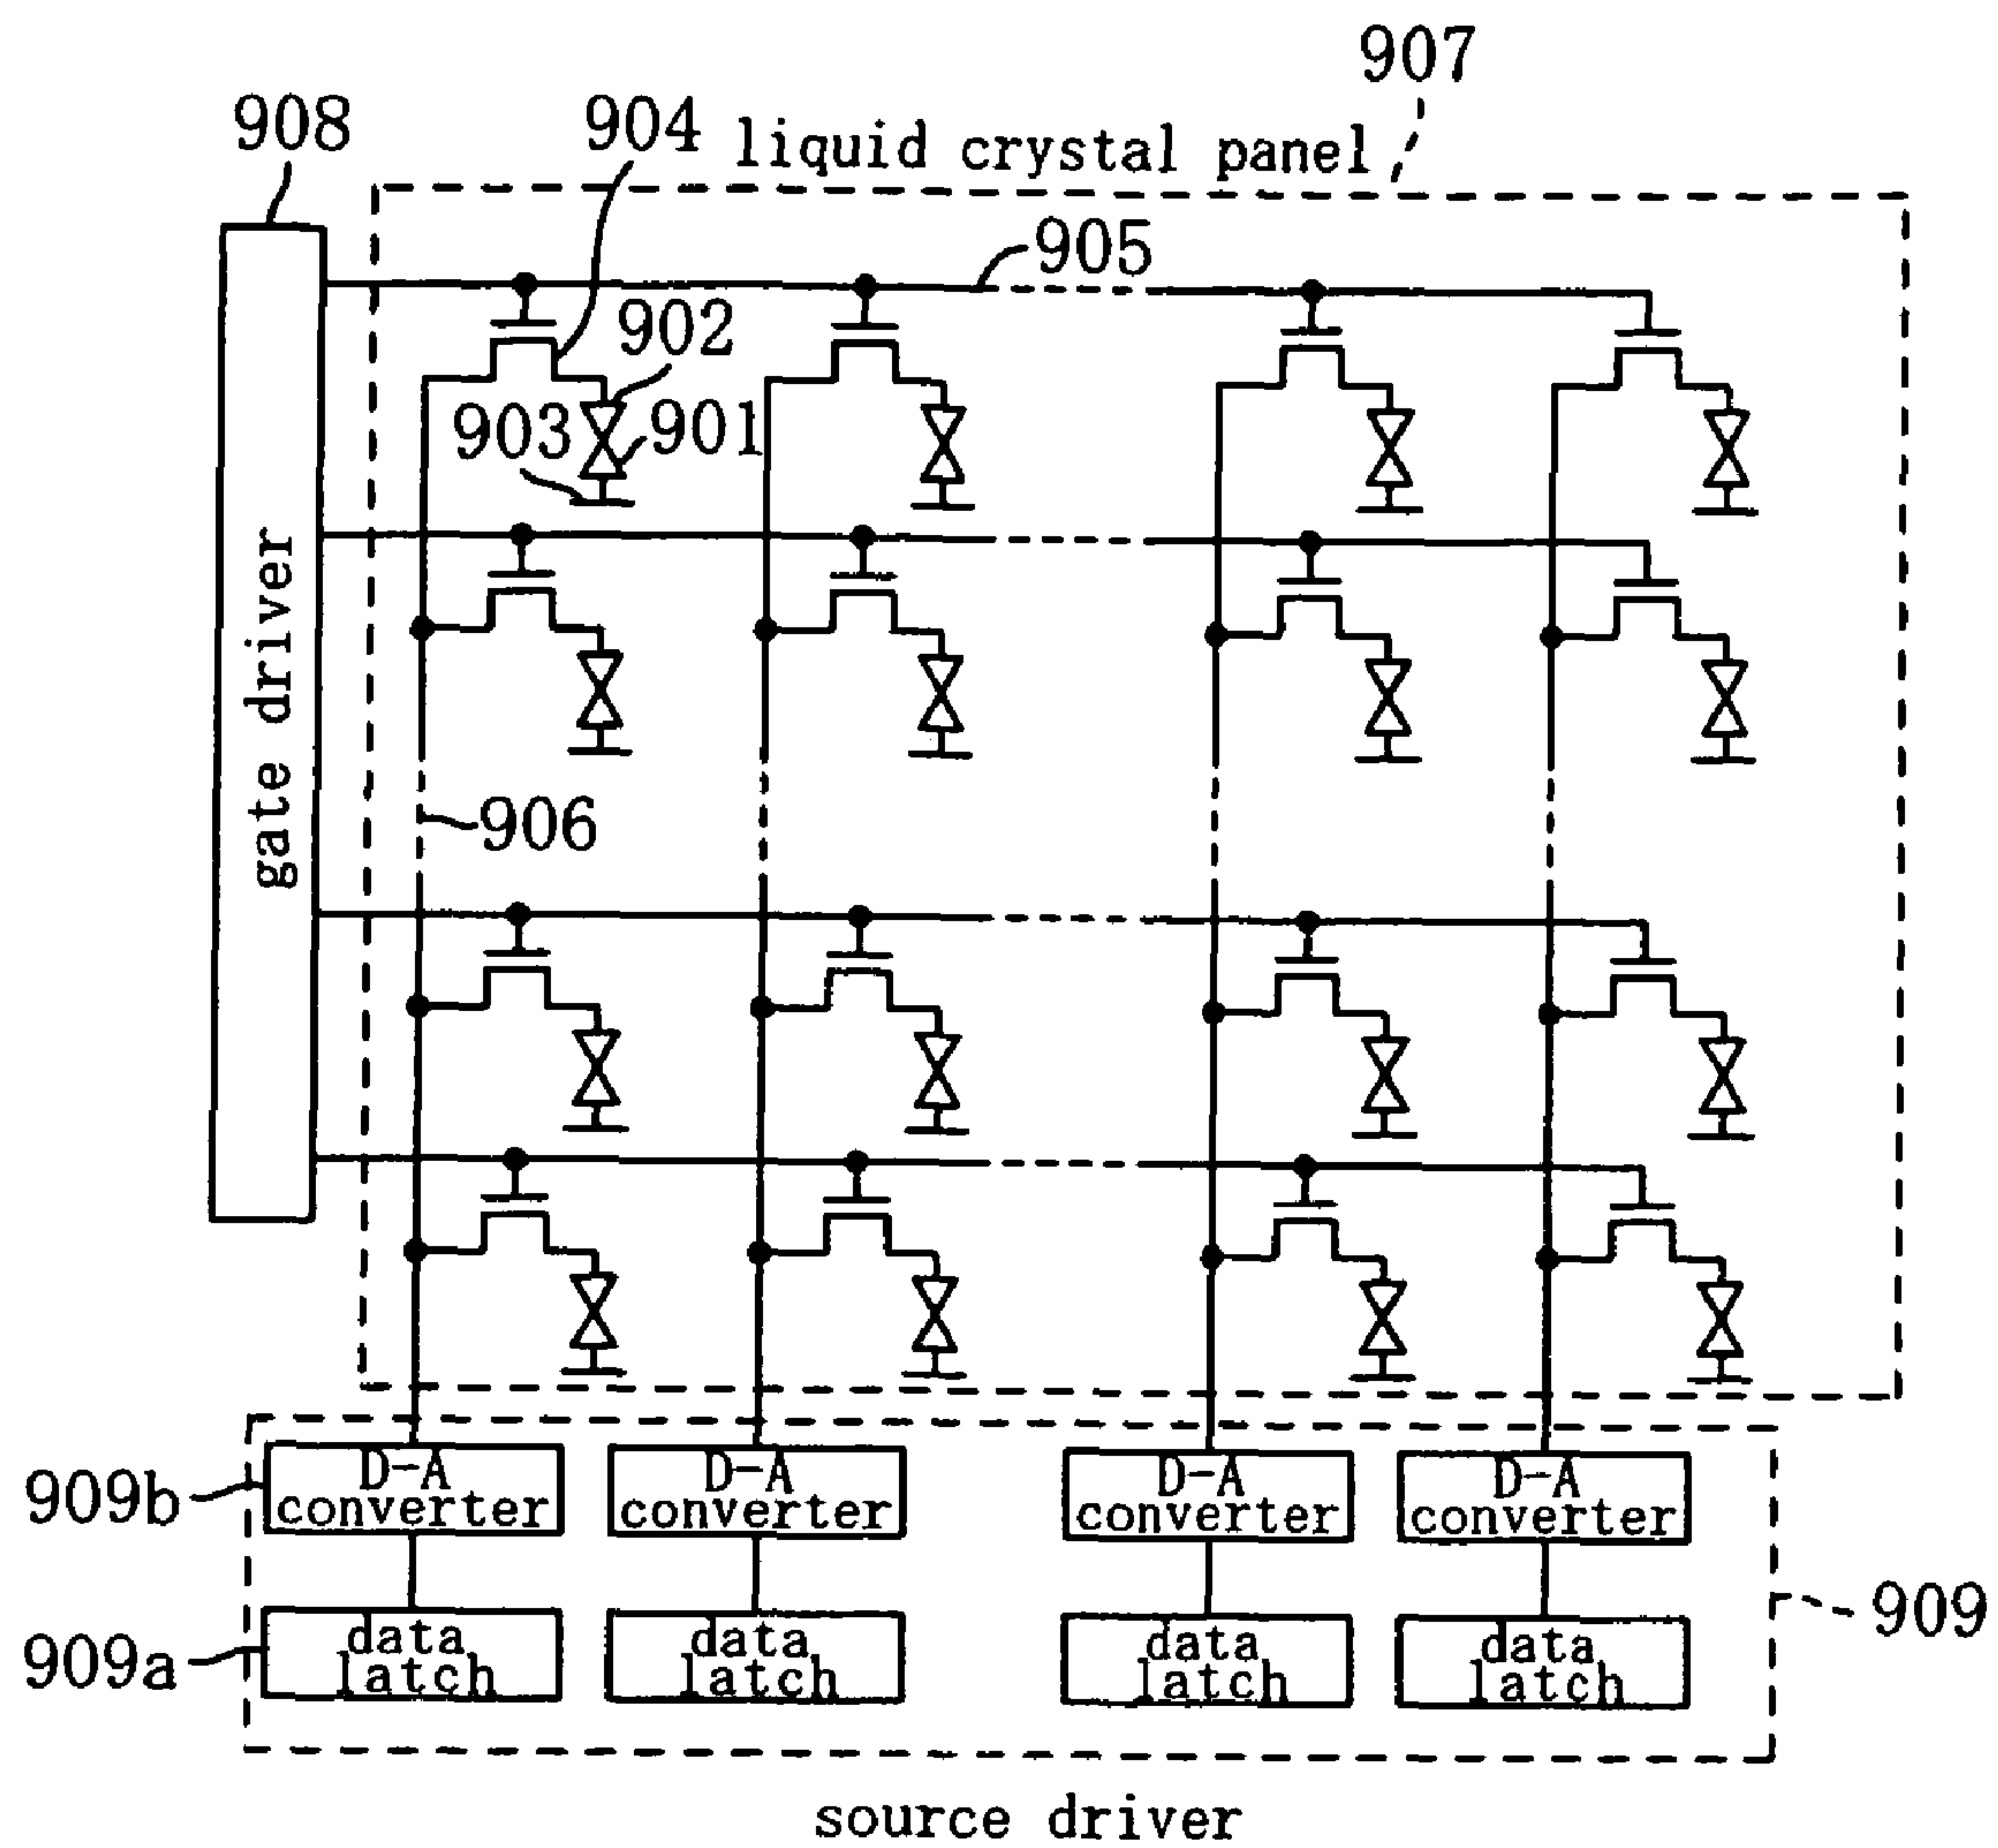 907
908
904
liquid crystal panel
905
902
903
901
gate driver
906
D-A
converter
D-A
converter
D-A
converter
D-A
converter
909b
data
latch
data
latch
data
latch
data
latch
909
909a
source driver